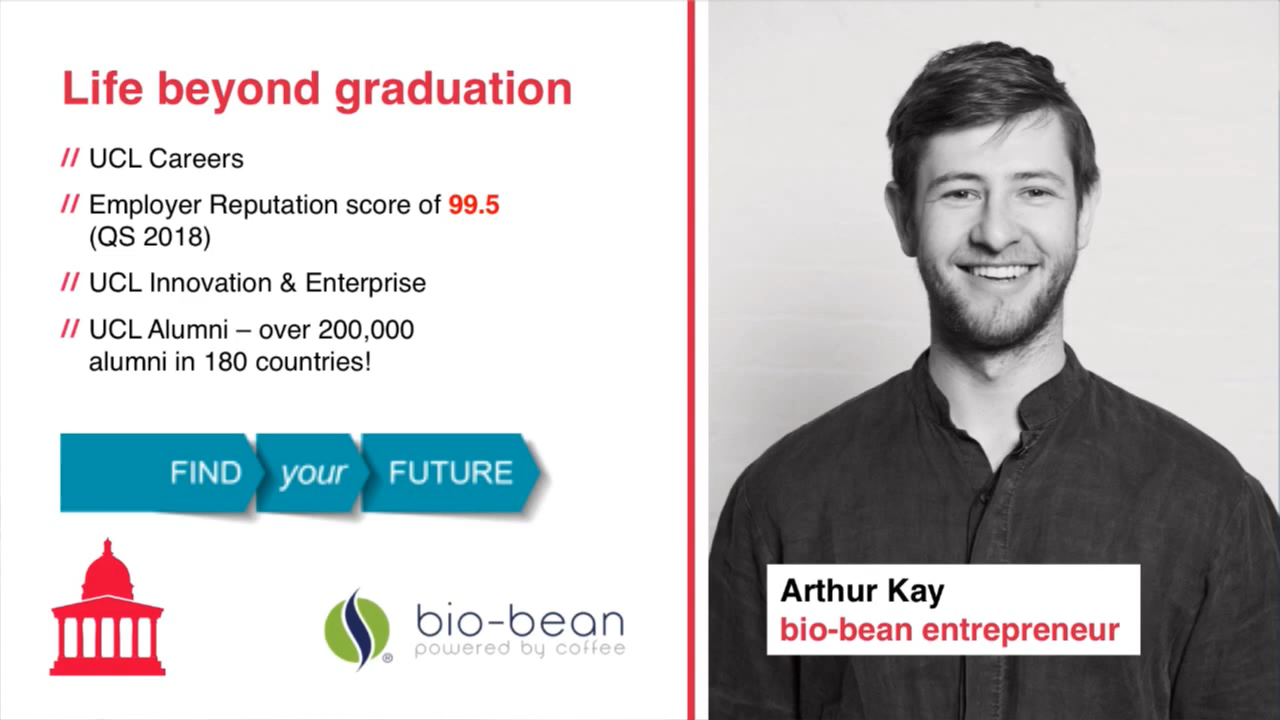 Life beyond graduation
// UCL Careers
// Employer Reputation score of 99.5
(QS 2018)
// UCL Innovation & Enterprise
// UCL Alumni – over 200,000
alumni in 180 countries!
FIND your FUTURE
bio-bean
powered by coffee
®
Arthur Kay
bio-bean entrepreneur